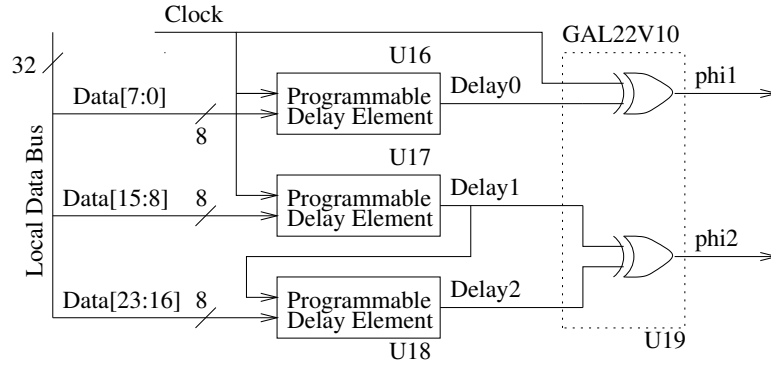 Clock
GAL22V10
32
U16
Data[7:0]
8
Programmable
Delay Element
Delay0
phi1
U17
Data[15:8]
8
Programmable
Delay Element
Delay1
phi2
Local Data Bus
Data[23:16]
8
Programmable
Delay Element
Delay2
U18
U19